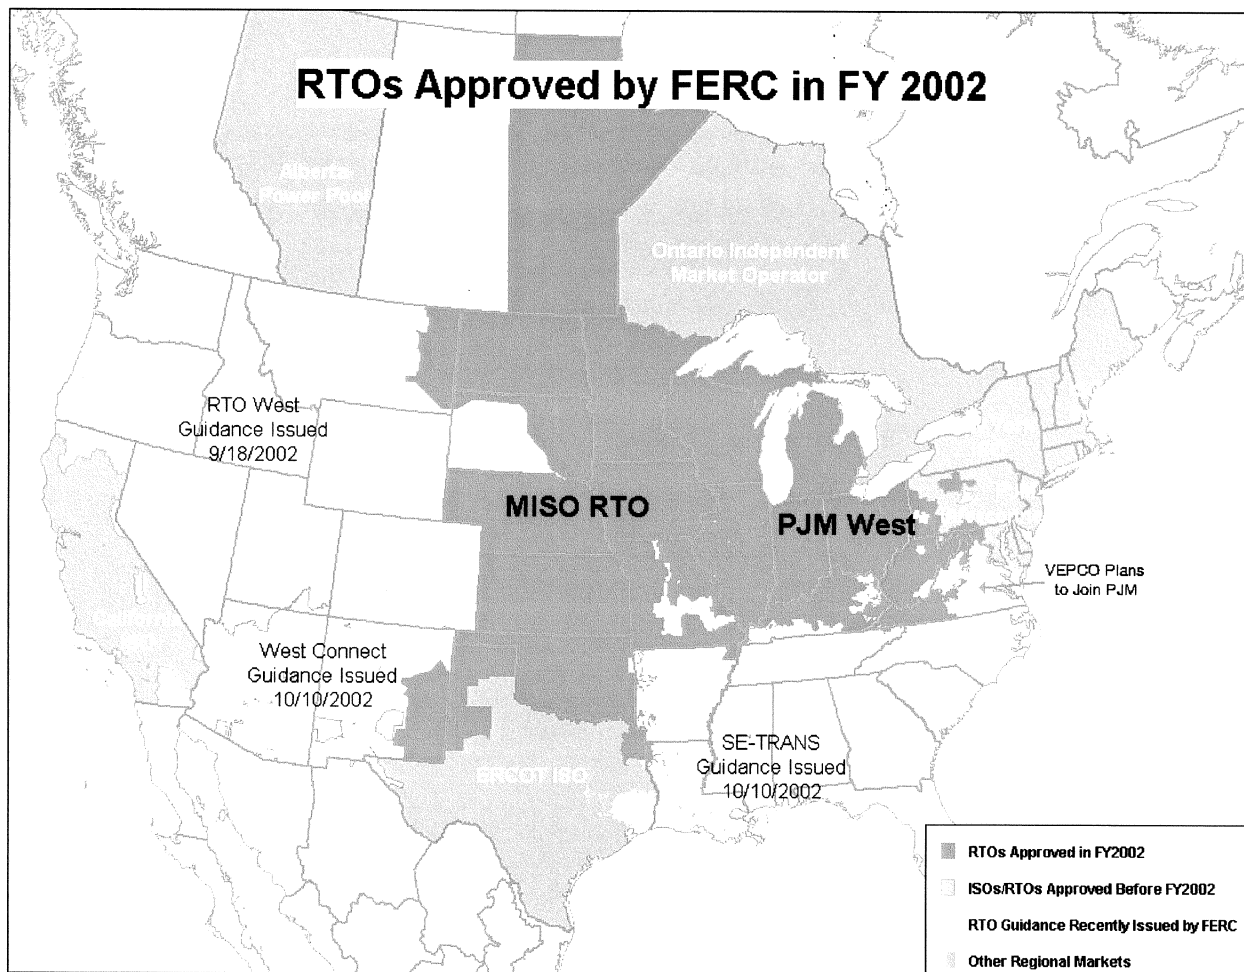 RTOs Approved by FERC in FY 2002
Alberta
Power Pool
Ontario Independent
Market Operator
RTO West
Guidance Issued
9/18/2002
MISO RTO
PJM West
VEPCO Plans
to Join PJM
West Connect
Guidance Issued
10/10/2002
SE-TRANS
Guidance Issued
10/10/2002
ERCOT ISO
RTOs Approved in FY2002
ISOs/RTOs Approved Before FY2002
RTO Guidance Recently Issued by FERC
Other Regional Markets